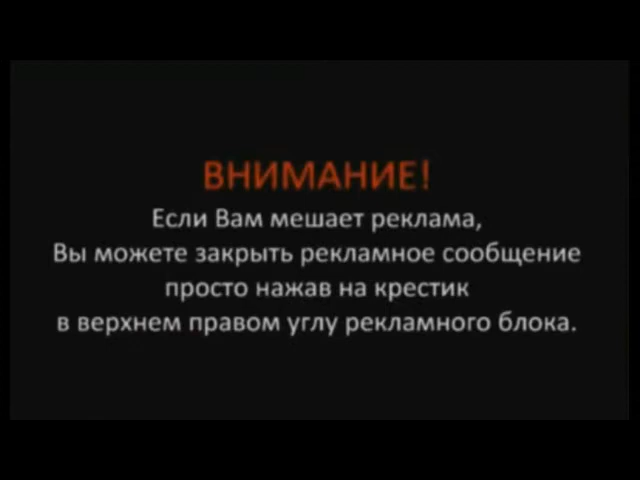 ВНИМАНИЕ!
Если Вам мешает реклама,
Вы можете закрыть рекламное сообщение
просто нажав на крестик
в верхнем правом углу рекламного блока.